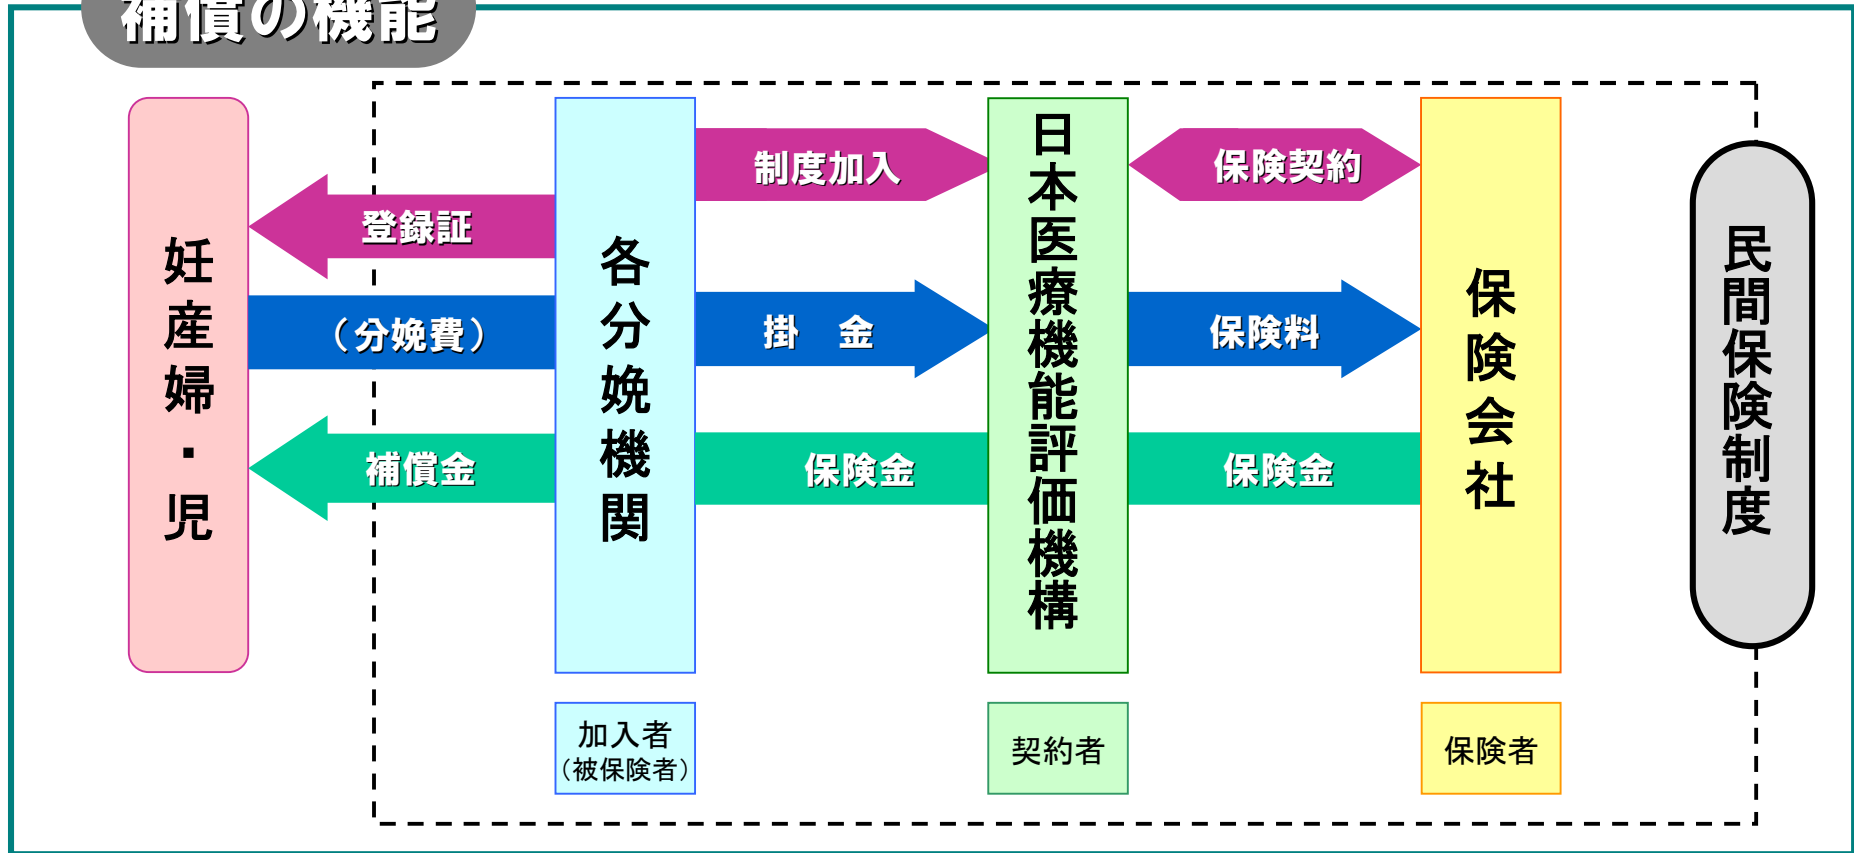 補償の機能
妊産婦・児
登録証
（分娩費）
補償金
各分娩機関
制度加入
掛　金
保険金
日本医療機能評価機構
保険契約
保険料
保険金
保険会社
民間保険制度
加入者
（被保険者）
契約者
保険者